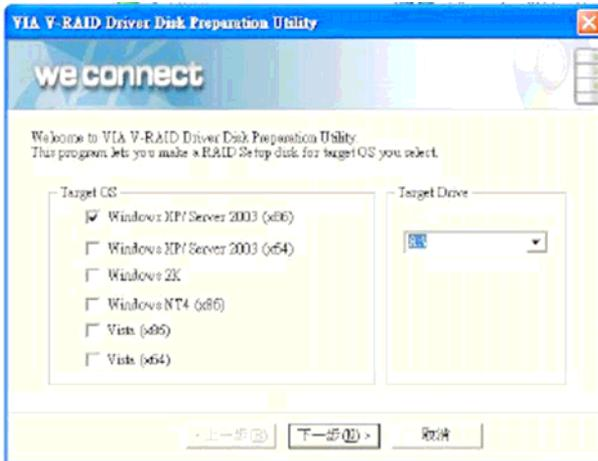 VIA V-RAID Driver Disk Preparation Utility
we connect
Welcome to VIA V-RAID Driver Disk Preparation Utility.
This program lets you make a RAID Setup disk for target OS you select.
Target OS
Windows XP/ Server 2003 (x86)
Windows XP/ Server 2003 (x64)
Windows 2K
Windows NT4 (x86)
Vista (x86)
Vista (x64)
Target Drive
< 上一步(B)
下一步(N) >
取消